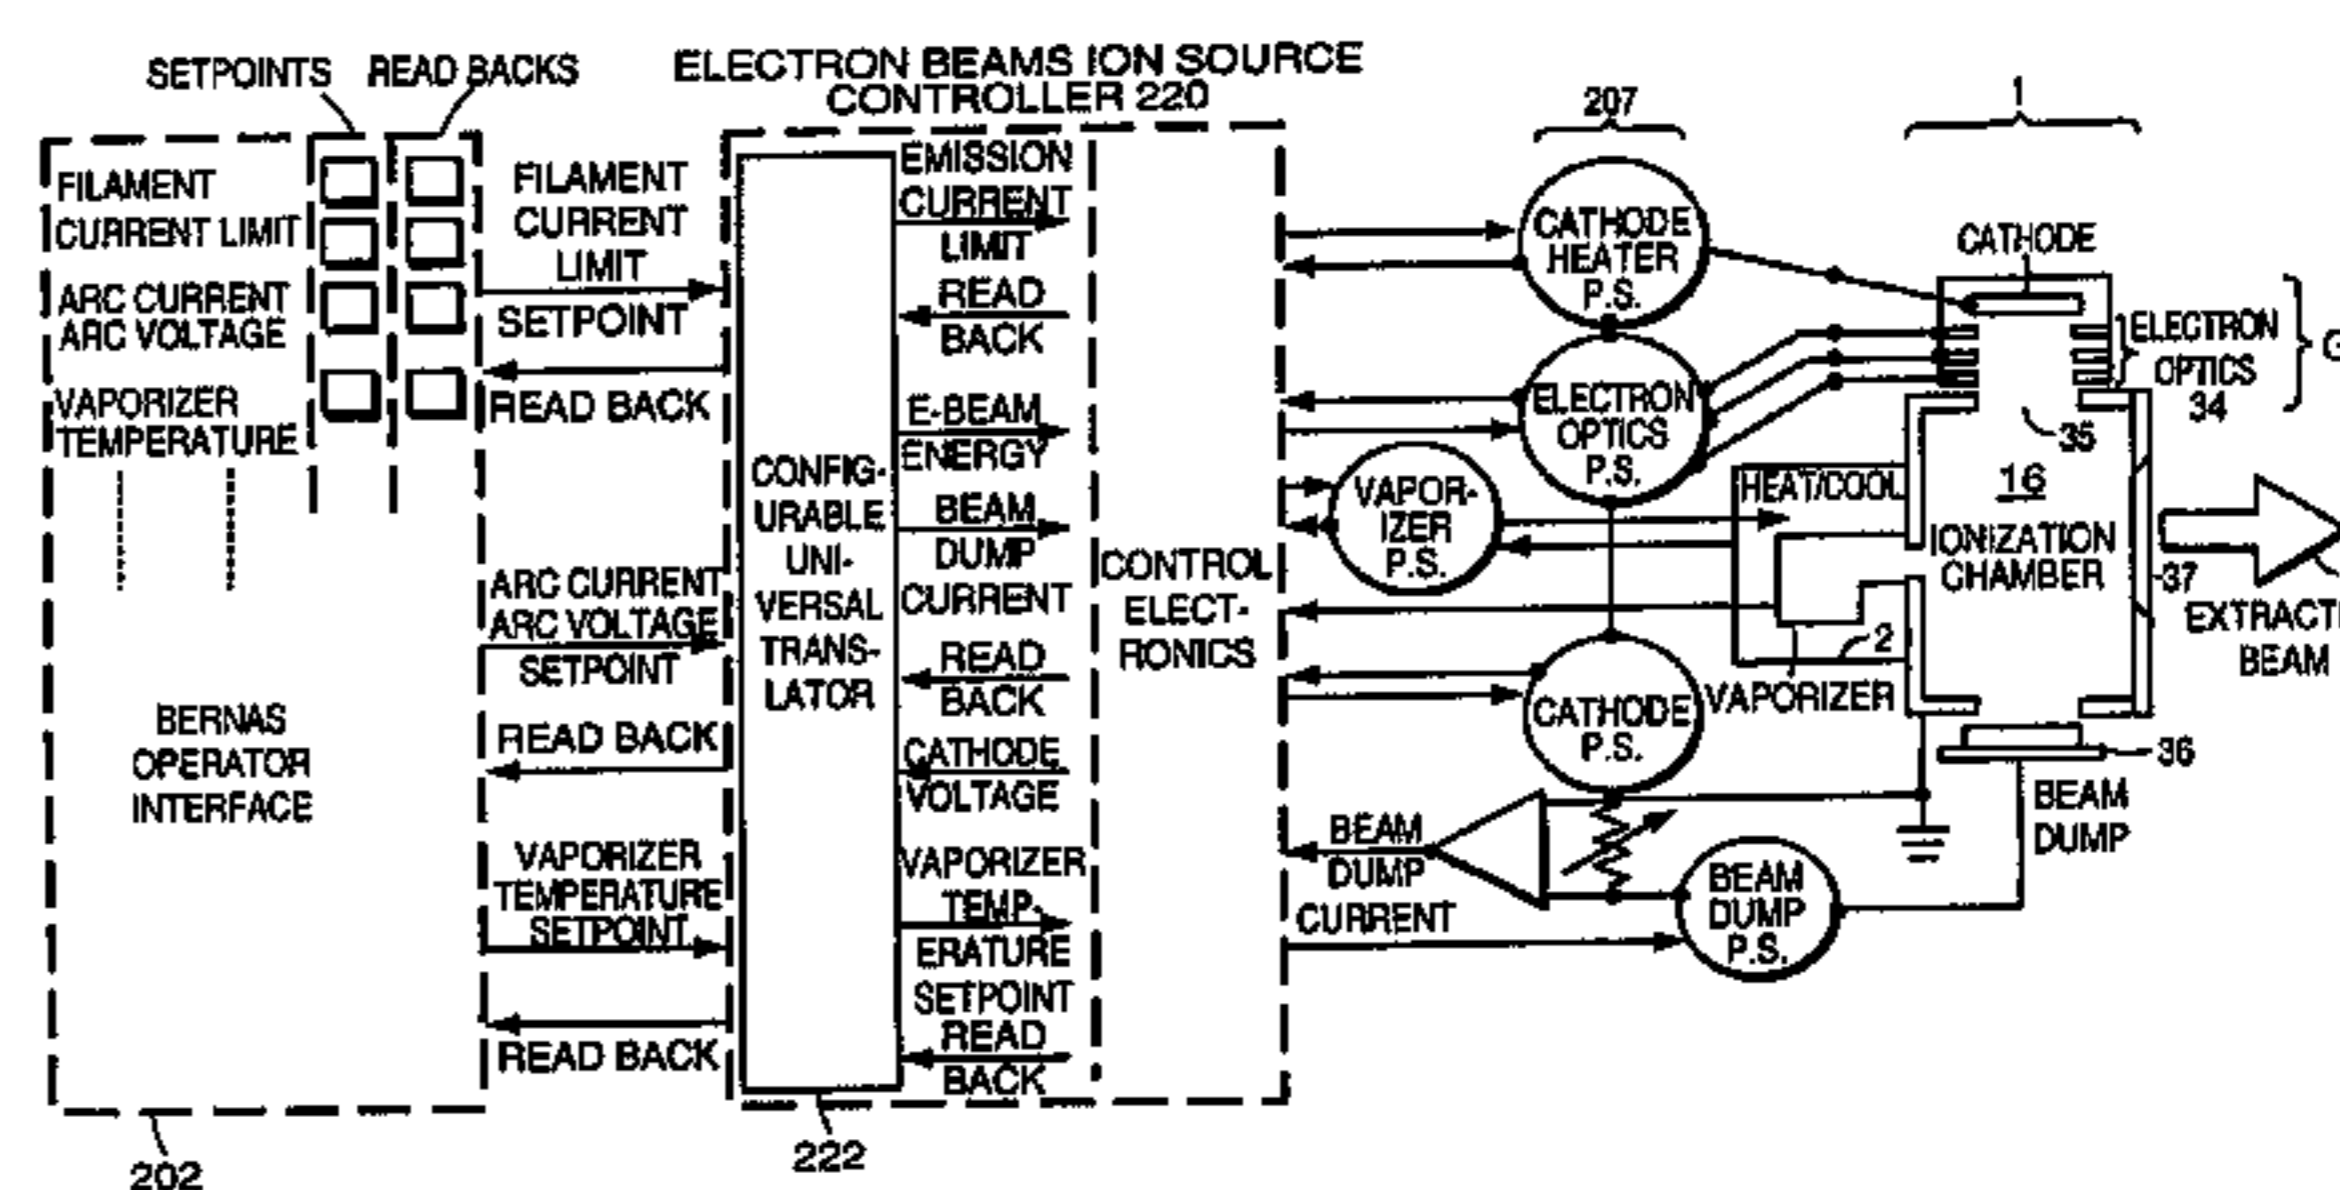 SETPOINTS
READ BACKS
FILAMENT
CURRENT LIMIT
ARC CURRENT
ARC VOLTAGE
VAPORIZER
TEMPERATURE
BERNAS
OPERATOR
INTERFACE
202
FILAMENT
CURRENT
LIMIT
SETPOINT
READ BACK
ARC CURRENT
ARC VOLTAGE
SETPOINT
READ BACK
VAPORIZER
TEMPERATURE
SETPOINT
READ BACK
ELECTRON BEAMS ION SOURCE
CONTROLLER 220
CONFIG-
URABLE
UNI-
VERSAL
TRANS-
LATOR
222
EMISSION
CURRENT
LIMIT
READ
BACK
E-BEAM
ENERGY
BEAM
DUMP
CURRENT
READ
BACK
CATHODE
VOLTAGE
VAPORIZER
TEMP-
ERATURE
SETPOINT
READ
BACK
CONTROL
ELECT-
RONICS
207
CATHODE
HEATER
P.S.
ELECTRON
OPTICS
P.S.
VAPOR-
IZER
P.S.
CATHODE
P.S.
BEAM
DUMP
CURRENT
BEAM
DUMP
P.S.
1
CATHODE
ELECTRON
OPTICS
34
G
35
HEAT/COOL
16
IONIZATION
CHAMBER
37
2
VAPORIZER
EXTRACT
BEAM
36
BEAM
DUMP